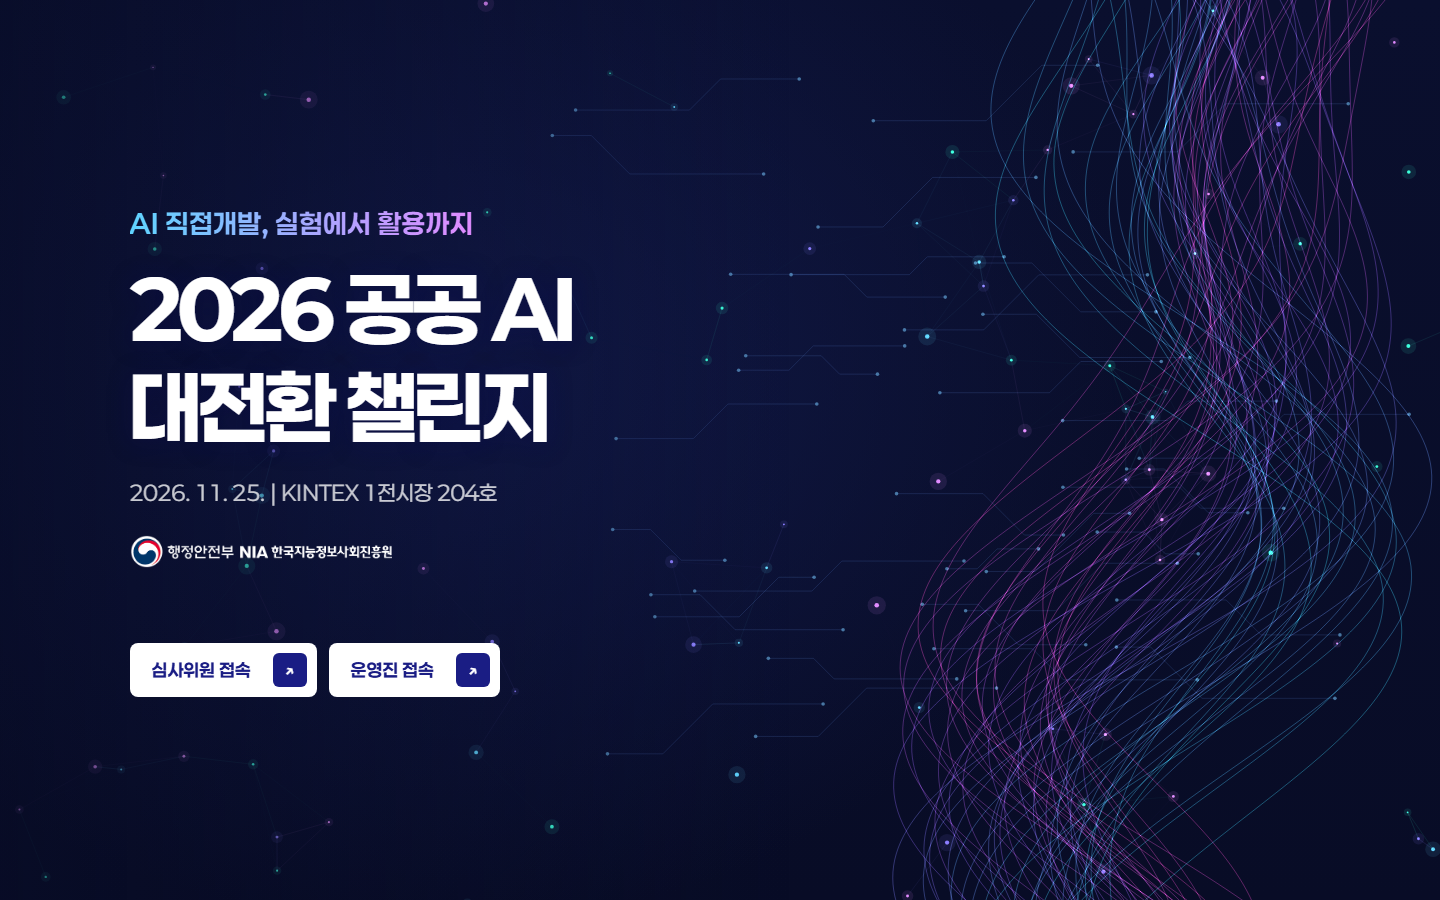 AI 직접개발, 실험에서 활용까지
2026 공공 AI
대전환 챌린지
2026. 11. 25. | KINTEX 1전시장 204호
행정안전부 NIA 한국지능정보사회진흥원
심사위원 접속
운영진 접속